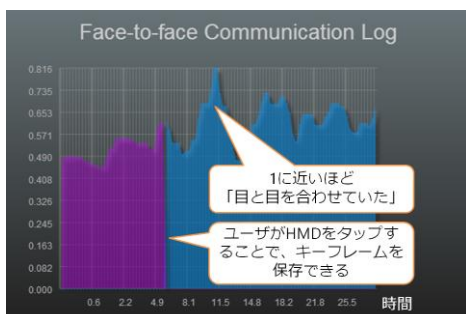 Face-to-face Communication Log
0.816
0.735
0.653
0.571
0.490
0.408
0.326
0.245
0.163
0.082
0.000
1に近いほど
「目と目を合わせていた」
ユーザがHMDをタップす
ることで、キーフレームを
保存できる
0.6 2.2 4.9 8.1 11.5 14.8 18.2 21.8 25.5 時間